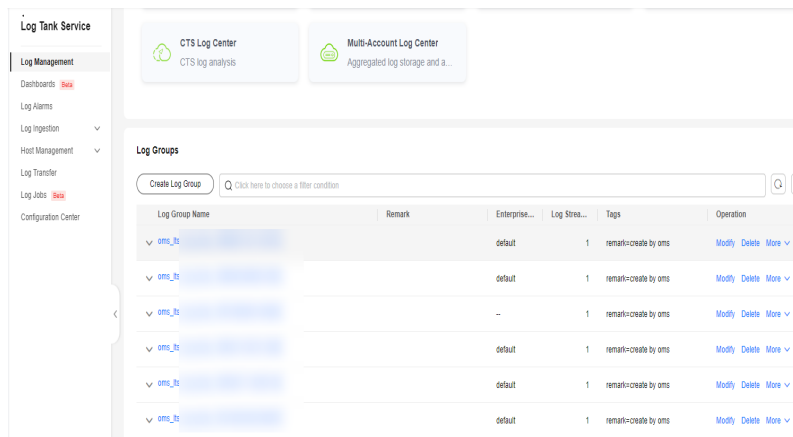 Log Tank Service
Log Management
Dashboards Beta
Log Alarms
Log Ingestion
Host Management
Log Transfer
Log Jobs Beta
Configuration Center
CTS Log Center
CTS log analysis
Multi-Account Log Center
Aggregated log storage and a...
Log Groups
Create Log Group
Click here to choose a filter condition
Log Group Name Remark Enterprise... Log Strea... Tags Operation
oms_lts default 1 remark=create by oms Modify Delete More
oms_lts default 1 remark=create by oms Modify Delete More
oms_lts -- 1 remark=create by oms Modify Delete More
oms_lts default 1 remark=create by oms Modify Delete More
oms_lts default 1 remark=create by oms Modify Delete More
oms_lts default 1 remark=create by oms Modify Delete More